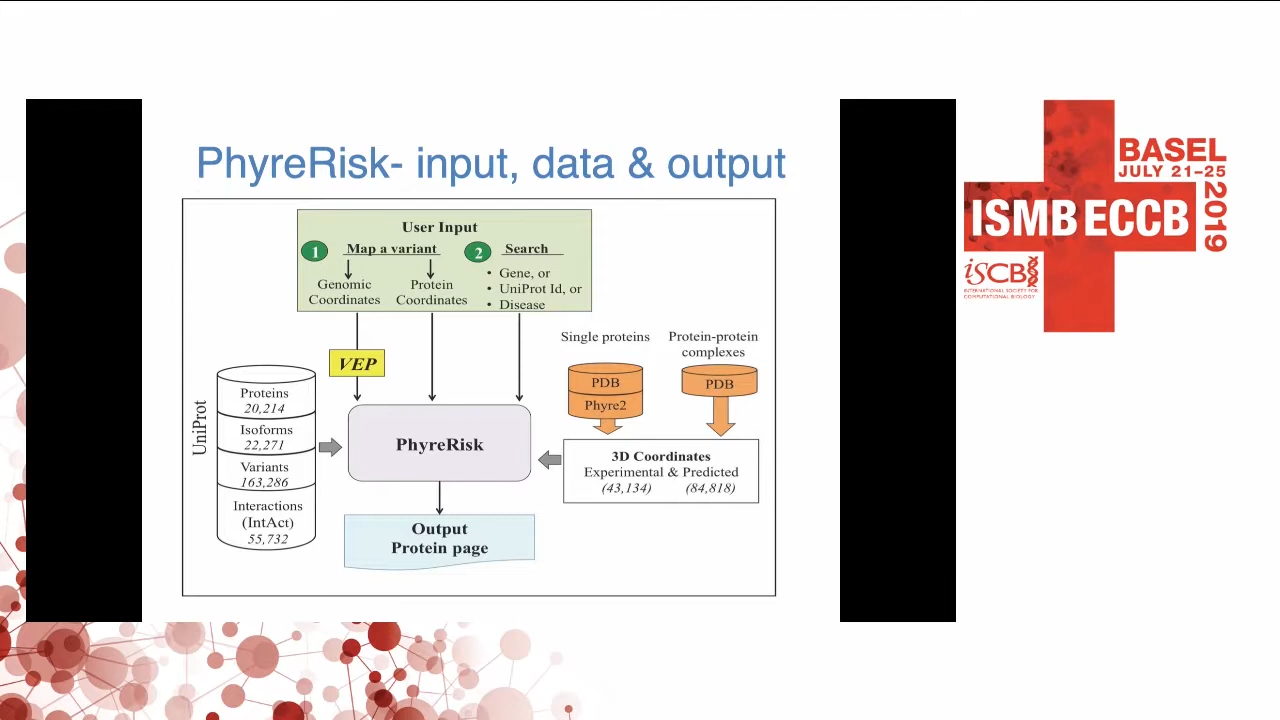 PhyreRisk- input, data & output
User Input
1 Map a variant
2 Search
Genomic
Coordinates
Protein
Coordinates
• Gene, or
• UniProt Id, or
• Disease
VEP
Single proteins
Protein-protein
complexes
PDB
Phyre2
PDB
UniProt
Proteins
20,214
Isoforms
22,271
Variants
163,286
Interactions
(IntAct)
55,732
PhyreRisk
3D Coordinates
Experimental & Predicted
(43,134) (84,818)
Output
Protein page
BASEL
JULY 21–25
2019
ISMB ECCB
iSCB
INTERNATIONAL SOCIETY FOR
COMPUTATIONAL BIOLOGY